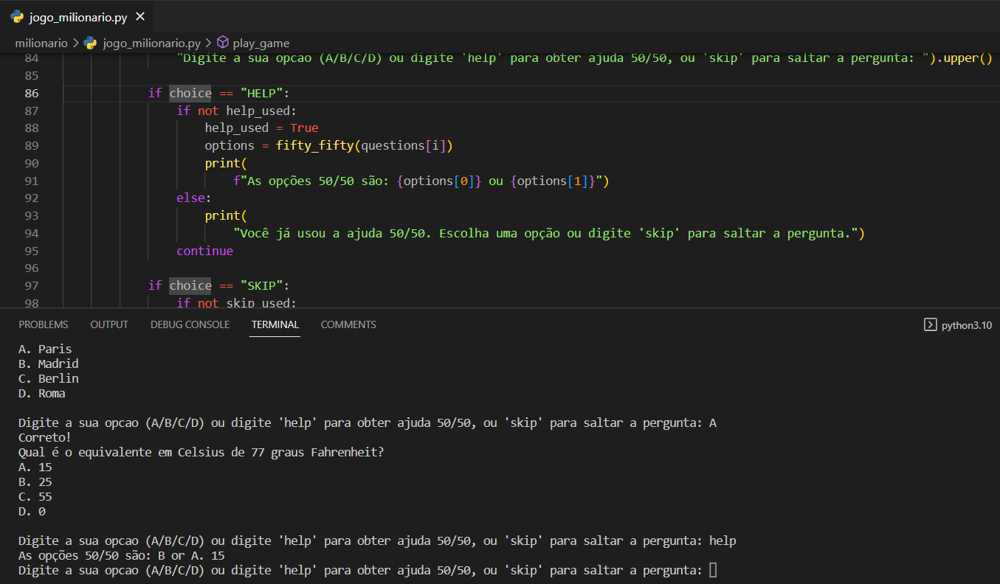 jogo_milionario.py ×
milionario > jogo_milionario.py > play_game
84 "Digite a sua opcao (A/B/C/D) ou digite 'help' para obter ajuda 50/50, ou 'skip' para saltar a pergunta: ").upper()
85
86 if choice == "HELP":
87 if not help_used:
88 help_used = True
89 options = fifty_fifty(questions[i])
90 print(
91 f"As opções 50/50 são: {options[0]} ou {options[1]}")
92 else:
93 print(
94 "Você já usou a ajuda 50/50. Escolha uma opção ou digite 'skip' para saltar a pergunta.")
95 continue
96
97 if choice == "SKIP":
98 if not skip_used:
PROBLEMS OUTPUT DEBUG CONSOLE TERMINAL COMMENTS python3.10
A. Paris
B. Madrid
C. Berlin
D. Roma
Digite a sua opcao (A/B/C/D) ou digite 'help' para obter ajuda 50/50, ou 'skip' para saltar a pergunta: A
Correto!
Qual é o equivalente em Celsius de 77 graus Fahrenheit?
A. 15
B. 25
C. 55
D. 0
Digite a sua opcao (A/B/C/D) ou digite 'help' para obter ajuda 50/50, ou 'skip' para saltar a pergunta: help
As opções 50/50 são: B or A. 15
Digite a sua opcao (A/B/C/D) ou digite 'help' para obter ajuda 50/50, ou 'skip' para saltar a pergunta: